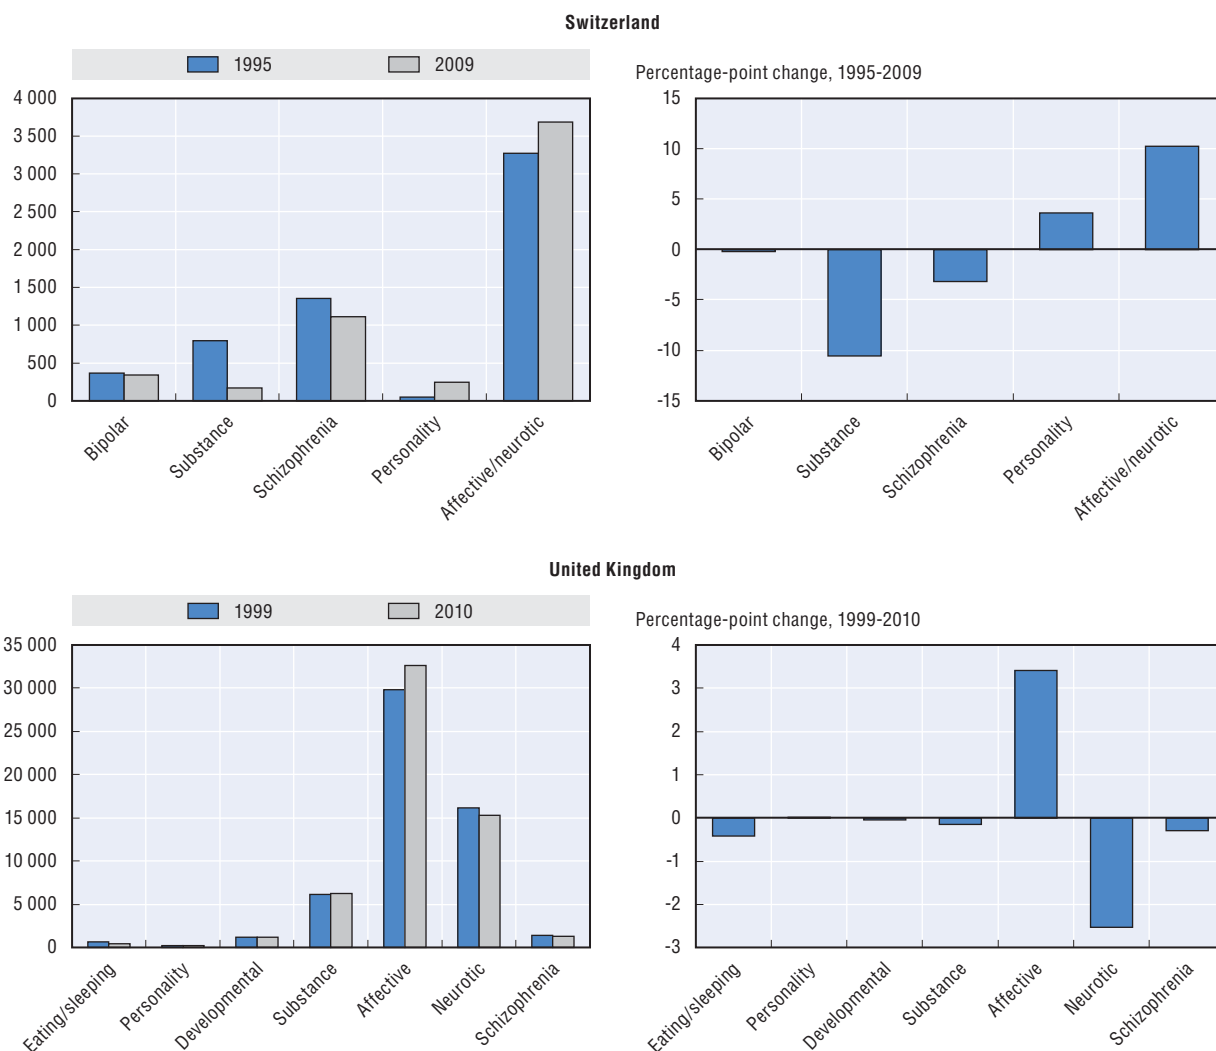 Switzerland
1995 2009
Percentage-point change, 1995-2009
4 000
3 500
3 000
2 500
2 000
1 500
1 000
500
0
Bipolar
Substance
Schizophrenia
Personality
Affective/neurotic
15
10
5
0
-5
-10
-15
Bipolar
Substance
Schizophrenia
Personality
Affective/neurotic
United Kingdom
1999 2010
Percentage-point change, 1999-2010
35 000
30 000
25 000
20 000
15 000
10 000
5 000
0
Eating/sleeping
Personality
Developmental
Substance
Affective
Neurotic
Schizophrenia
4
3
2
1
0
-1
-2
-3
Eating/sleeping
Personality
Developmental
Substance
Affective
Neurotic
Schizophrenia